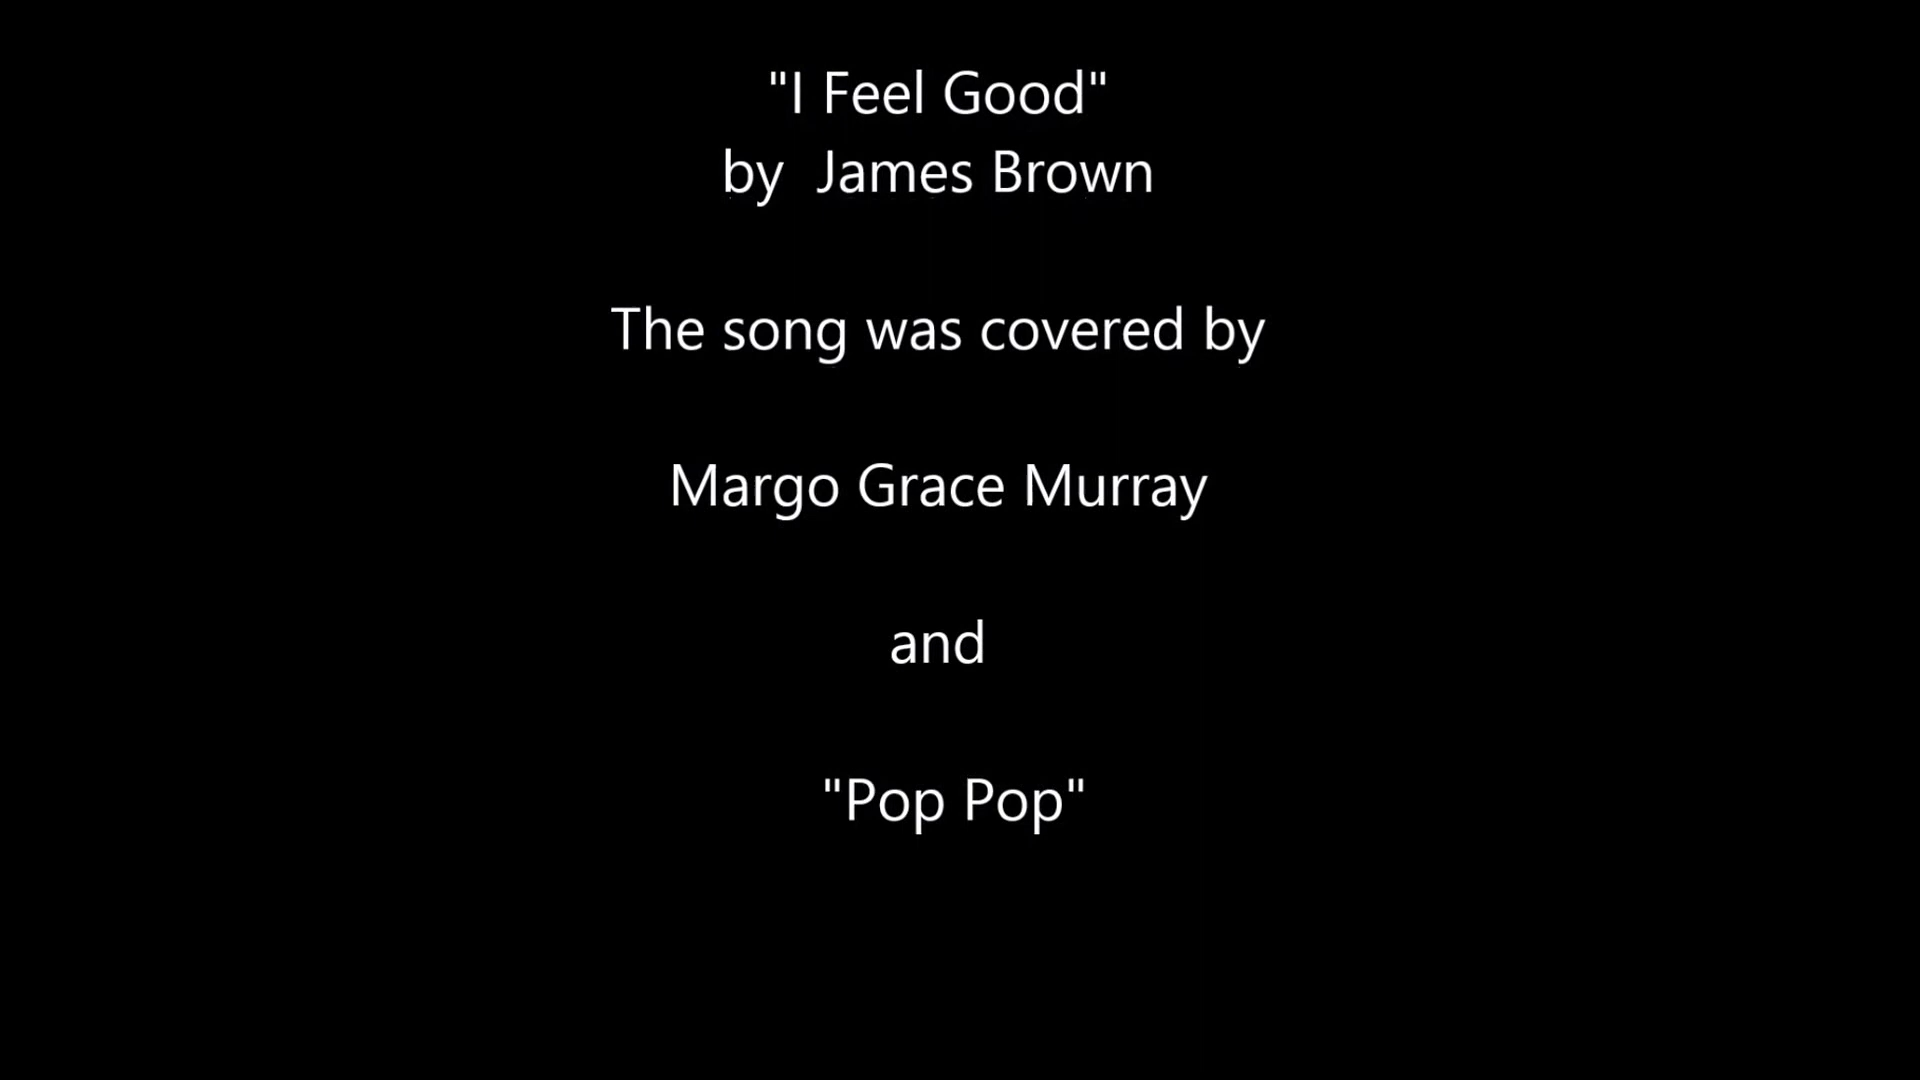 "I Feel Good"
by  James Brown
The song was covered by
Margo Grace Murray
and
"Pop Pop"